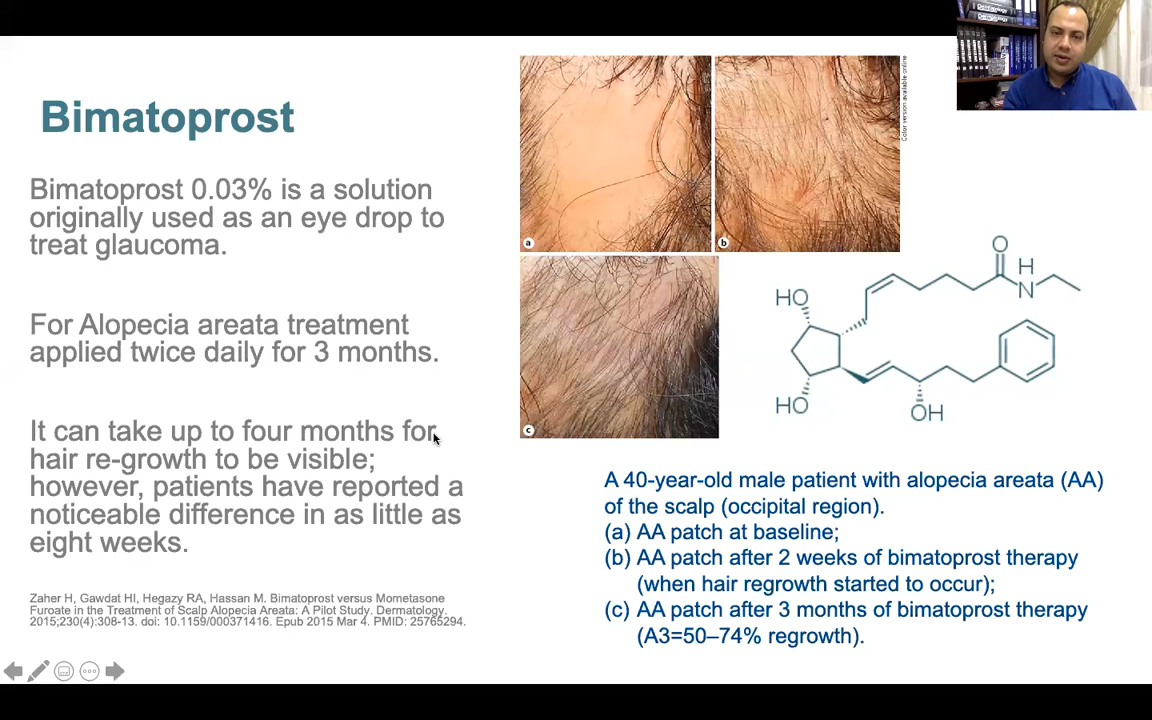 Bimatoprost
Bimatoprost 0.03% is a solution
originally used as an eye drop to
treat glaucoma.
For Alopecia areata treatment
applied twice daily for 3 months.
It can take up to four months for
hair re-growth to be visible;
however, patients have reported a
noticeable difference in as little as
eight weeks.
Zaher H, Gawdat HI, Hegazy RA, Hassan M. Bimatoprost versus Mometasone
Furoate in the Treatment of Scalp Alopecia Areata: A Pilot Study. Dermatology.
2015;230(4):308-13. doi: 10.1159/000371416. Epub 2015 Mar 4. PMID: 25765294.
a
b
Color version available online
c
O
H
N
HO
HO
OH
A 40-year-old male patient with alopecia areata (AA)
of the scalp (occipital region).
(a) AA patch at baseline;
(b) AA patch after 2 weeks of bimatoprost therapy
(when hair regrowth started to occur);
(c) AA patch after 3 months of bimatoprost therapy
(A3=50–74% regrowth).